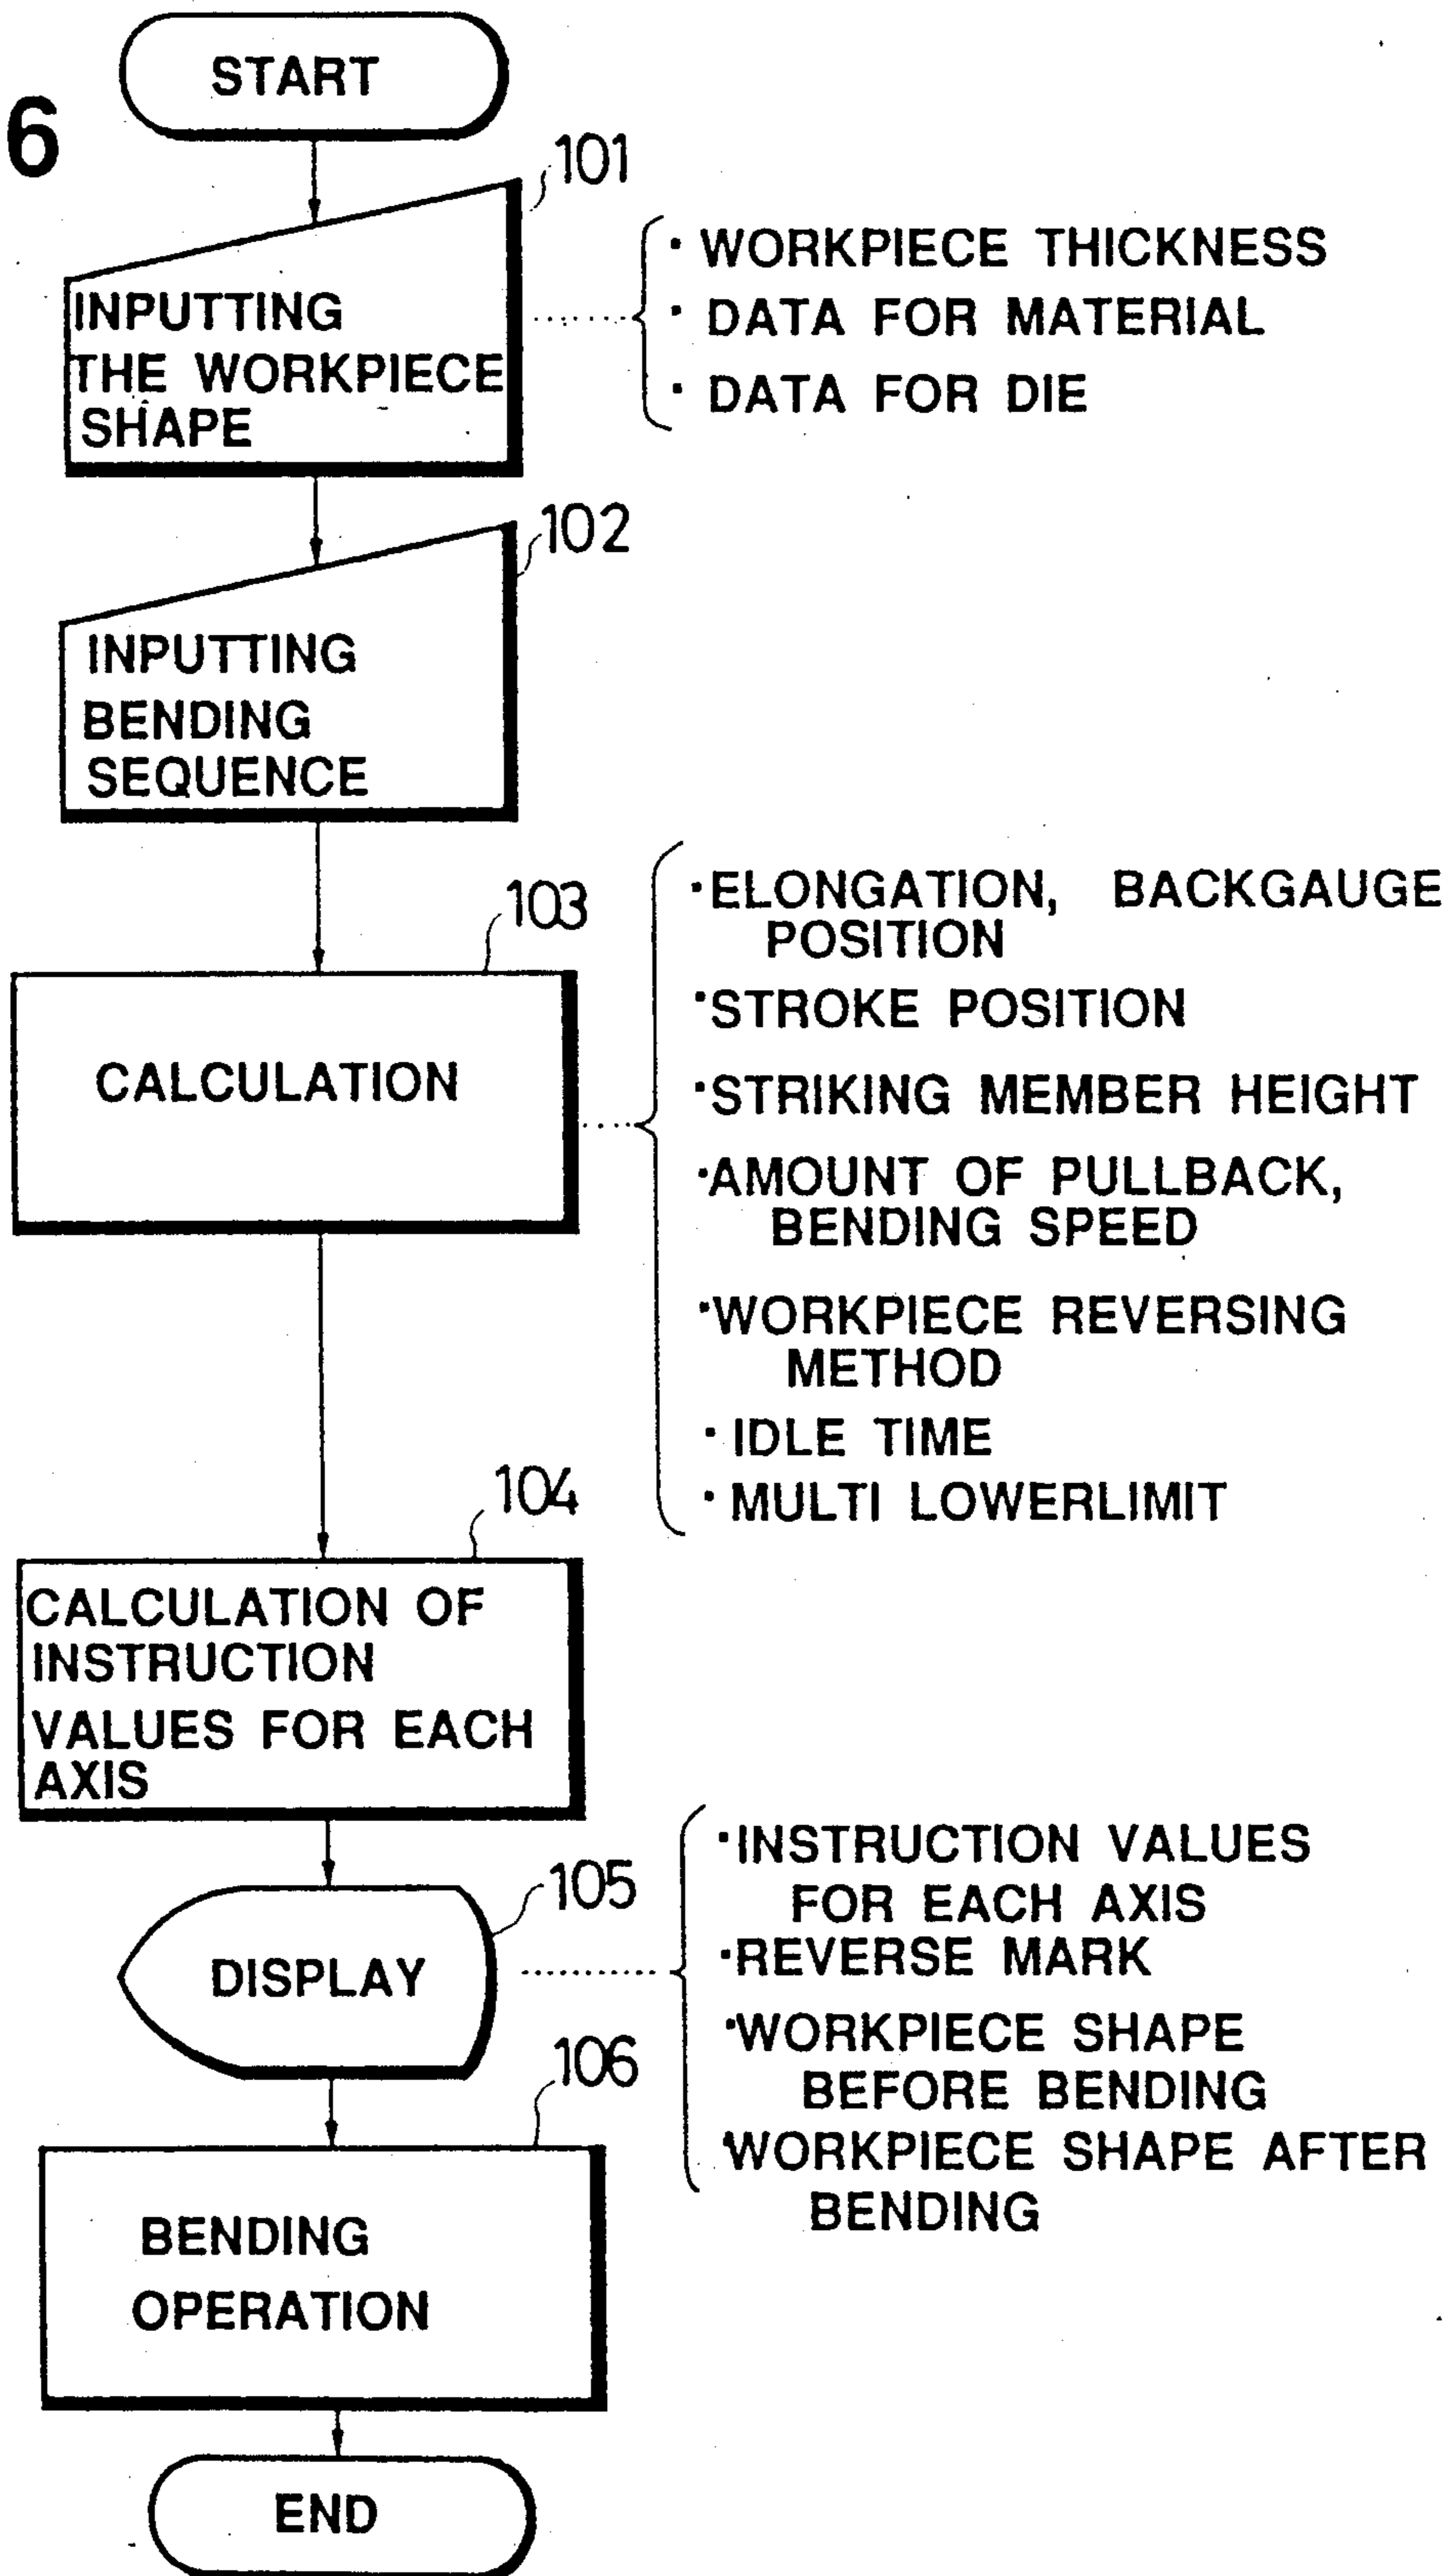 START
6
101
INPUTTING
THE WORKPIECE
SHAPE
· WORKPIECE THICKNESS
· DATA FOR MATERIAL
· DATA FOR DIE
102
INPUTTING
BENDING
SEQUENCE
103
CALCULATION
·ELONGATION, BACKGAUGE
POSITION
·STROKE POSITION
·STRIKING MEMBER HEIGHT
·AMOUNT OF PULLBACK,
BENDING SPEED
·WORKPIECE REVERSING
METHOD
· IDLE TIME
· MULTI LOWERLIMIT
104
CALCULATION OF
INSTRUCTION
VALUES FOR EACH
AXIS
105
DISPLAY
·INSTRUCTION VALUES
FOR EACH AXIS
·REVERSE MARK
·WORKPIECE SHAPE
BEFORE BENDING
·WORKPIECE SHAPE AFTER
BENDING
106
BENDING
OPERATION
END